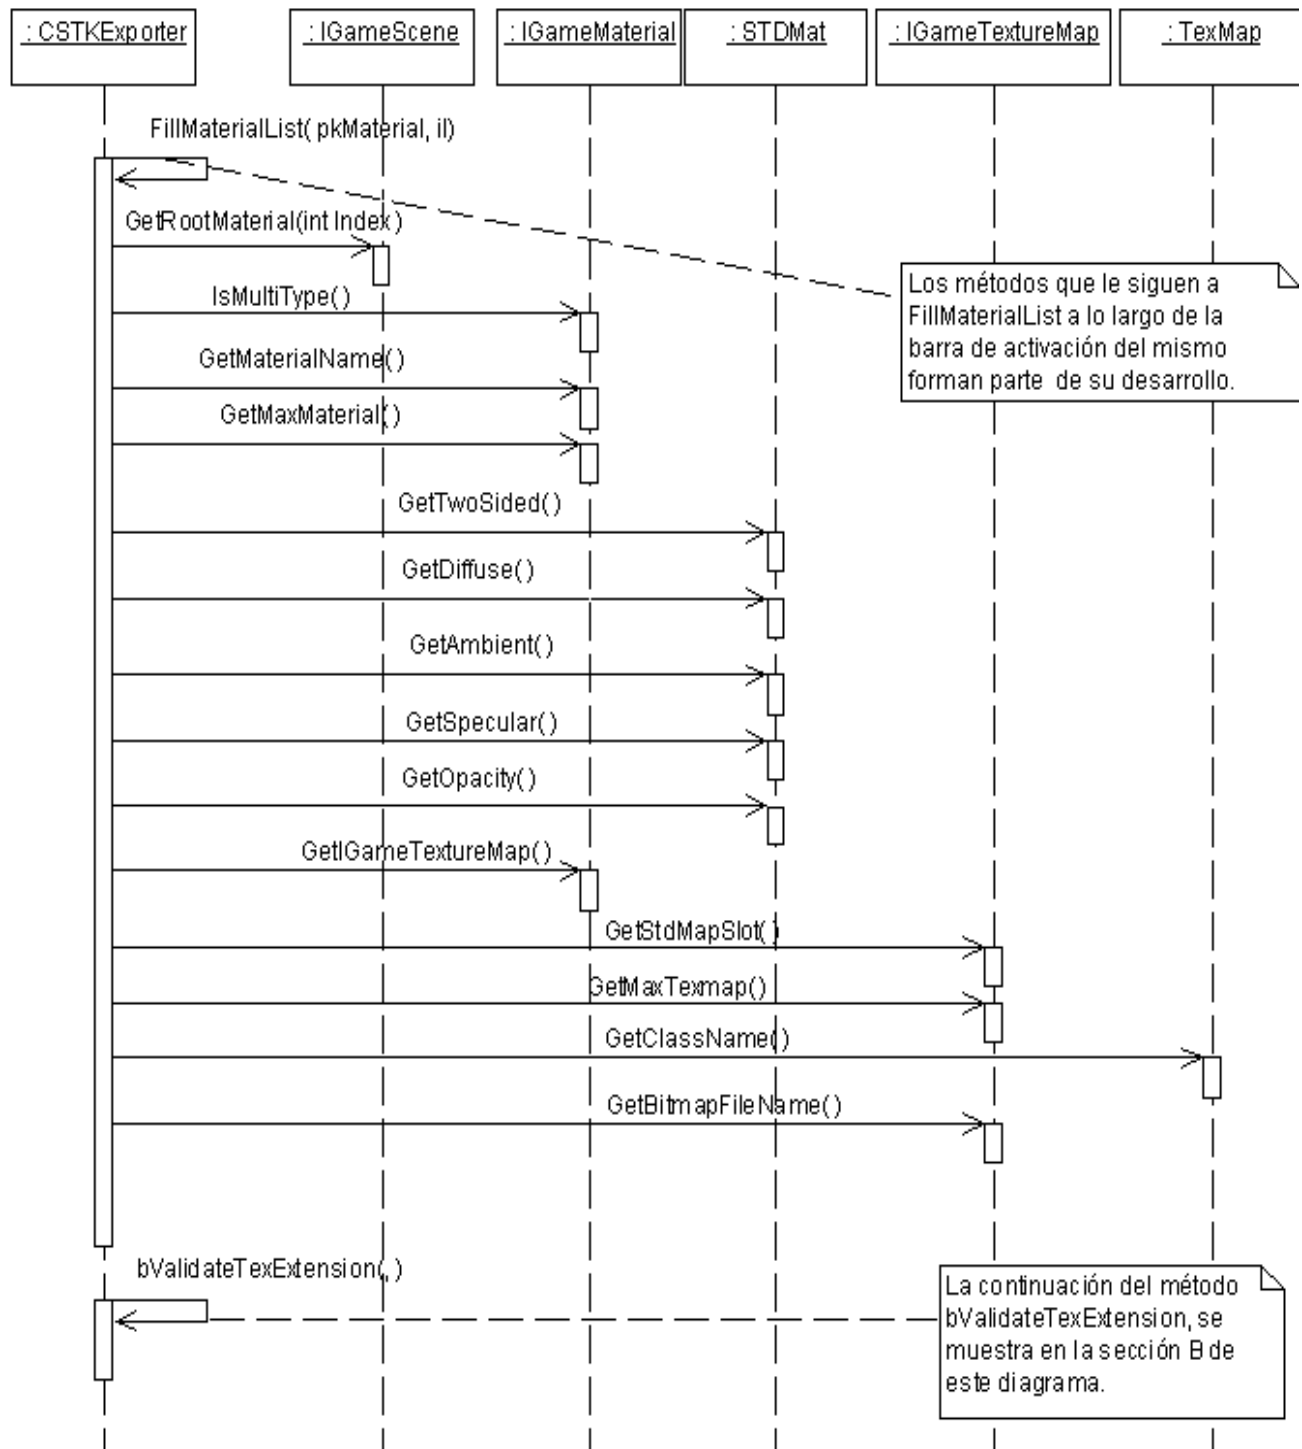 : CSTKExporter
: IGameScene
: IGameMaterial
: STDMat
: IGameTextureMap
: TexMap
FillMaterialList( pkMaterial, il)
GetRootMaterial(int Index )
IsMultiType()
Los métodos que le siguen a
FillMaterialList a lo largo de la
barra de activación del mismo
forman parte de su desarrollo.
GetMaterialName()
GetMaxMaterial()
GetTwoSided()
GetDiffuse()
GetAmbient()
GetSpecular()
GetOpacity()
GetIGameTextureMap()
GetStdMapSlot( )
GetMaxTexmap()
GetClassName()
GetBitmapFileName()
bValidateTexExtension(, )
La continuación del método
bValidateTexExtension, se
muestra en la sección B de
este diagrama.